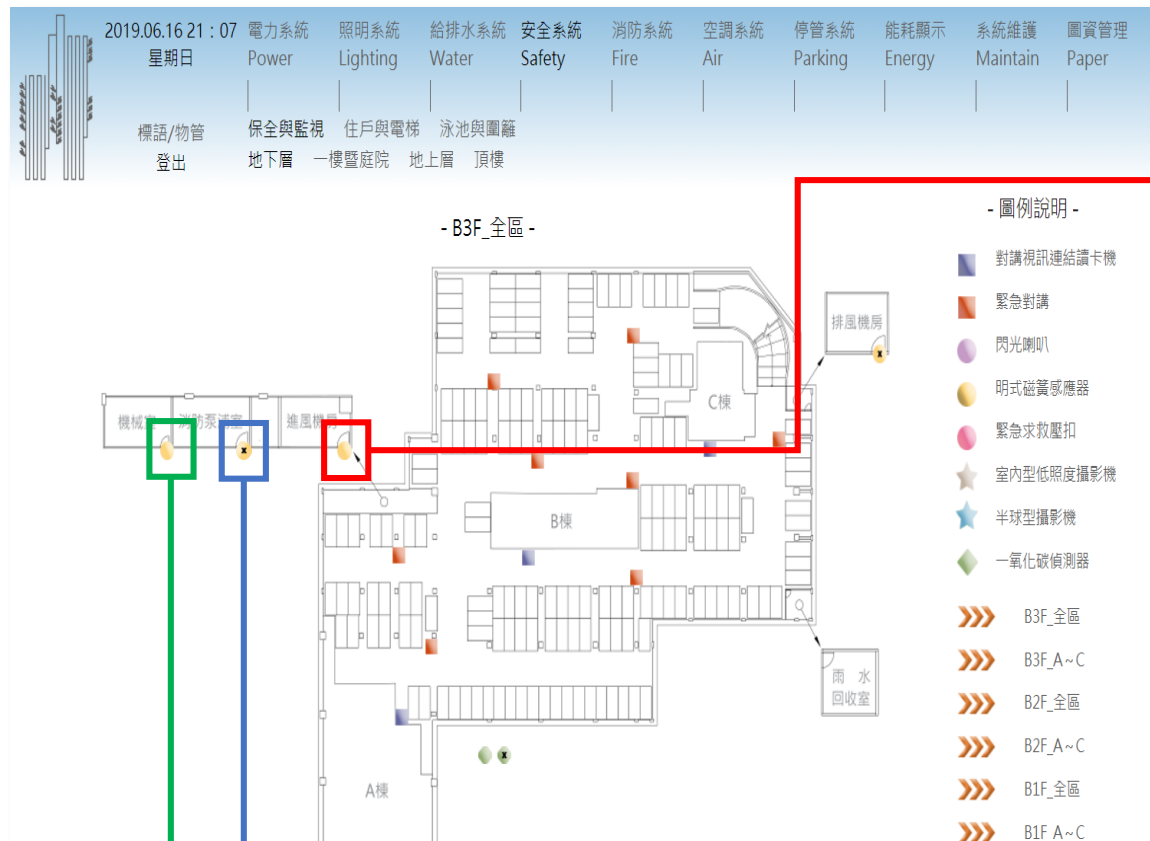 2019.06.16 21：07
星期日
電力系統 照明系統 給排水系統 安全系統 消防系統 空調系統 停管系統 能耗顯示 系統維護 圖資管理
Power Lighting Water Safety Fire Air Parking Energy Maintain Paper
標語/物管
登出
保全與監視 住戶與電梯 泳池與圍籬
地下層 一樓暨庭院 地上層 頂樓
- B3F_全區 -
- 圖例說明 -
對講視訊連結讀卡機
緊急對講
閃光喇叭
明式磁簧感應器
緊急求救壓扣
室內型低照度攝影機
半球型攝影機
一氧化碳偵測器
B3F_全區
B3F_A~C
B2F_全區
B2F_A~C
B1F_全區
B1F A~C
排風機房
機械室
消防泵浦室
進風機房
C棟
B棟
雨 水
回收室
A棟